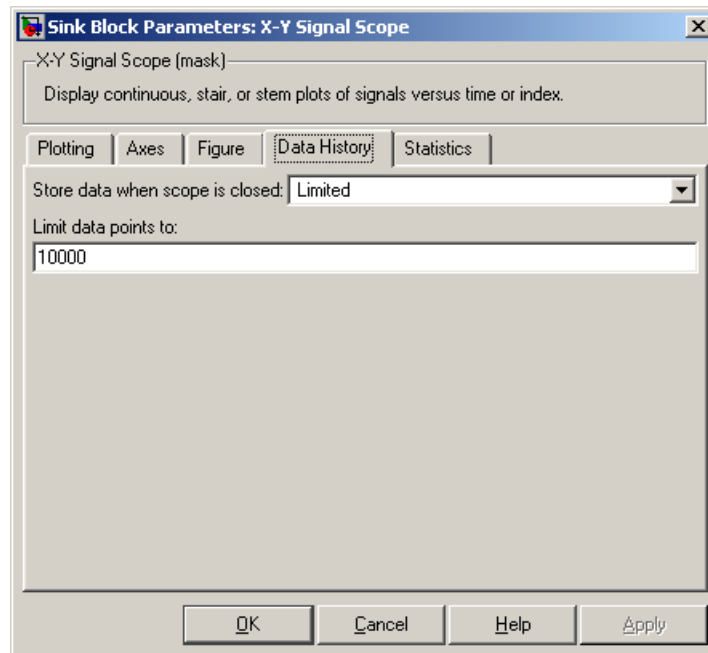 Sink Block Parameters: X-Y Signal Scope
X-Y Signal Scope (mask)
Display continuous, stair, or stem plots of signals versus time or index.
Plotting Axes Figure Data History Statistics
Store data when scope is closed: Limited
Limit data points to:
10000
OK Cancel Help Apply